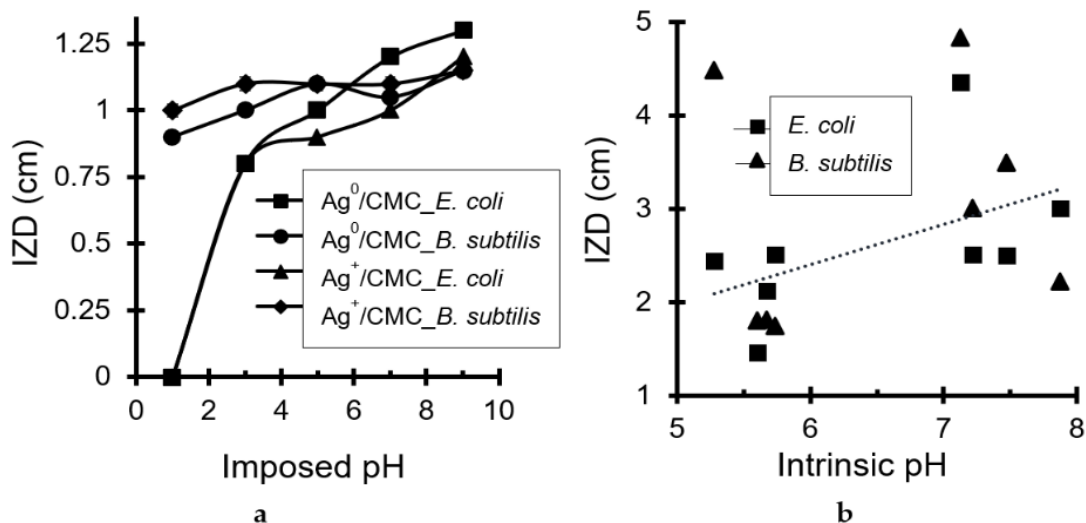 1.25
1
0.75
0.5
0.25
0
IZD (cm)
0 2 4 6 8 10
Imposed pH
Ag⁰/CMC_E. coli
Ag⁰/CMC_B. subtilis
Ag⁺/CMC_E. coli
Ag⁺/CMC_B. subtilis
a
5
4
3
2
1
IZD (cm)
5 6 7 8
Intrinsic pH
E. coli
B. subtilis
b